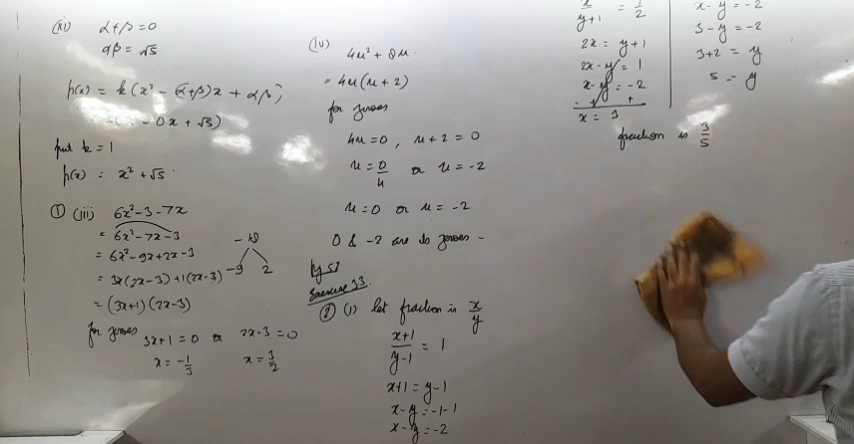 α+β=0
αβ = √5
p(x) = k(x² - (α+β)x + αβ)
- 0x + √5)
put k = 1
p(x) = x² + √5.
① (iii) 6x²-3-7x
= 6x²-7x-3
= 6x²-9x+2x-3
= 3x(2x-3)+1(2x-3)
= (3x+1)(2x-3)
-18
-9 2
for zeroes 3x+1=0 or 2x-3=0
x = -1/3 x = 3/2
(iv) 4u² + 8u.
= 4u(u+2)
for zeroes
4u=0, u+2=0
u = 0/4 or u = -2
u=0 or u = -2
0 & -2 are its zeroes -
Exercise 3.3
② (i) let fraction is x/y
x+1/y-1 = 1
x+1 = y-1
x-y = -1-1
x-y = -2
x/y+1 = 1/2
2x = y+1
2x-y = 1
x-y = -2
- + +
x = 3
x-y = -2
3-y = -2
3+2 = y
5 = y
fraction is 3/5